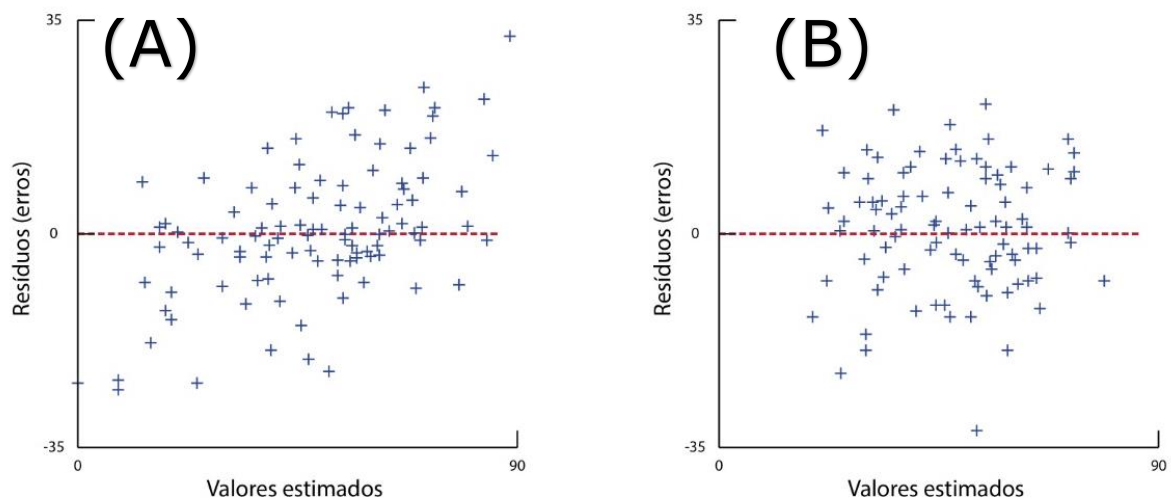 (A)
35
0
-35
0
90
Resíduos (erros)
Valores estimados
(B)
35
0
-35
0
90
Resíduos (erros)
Valores estimados